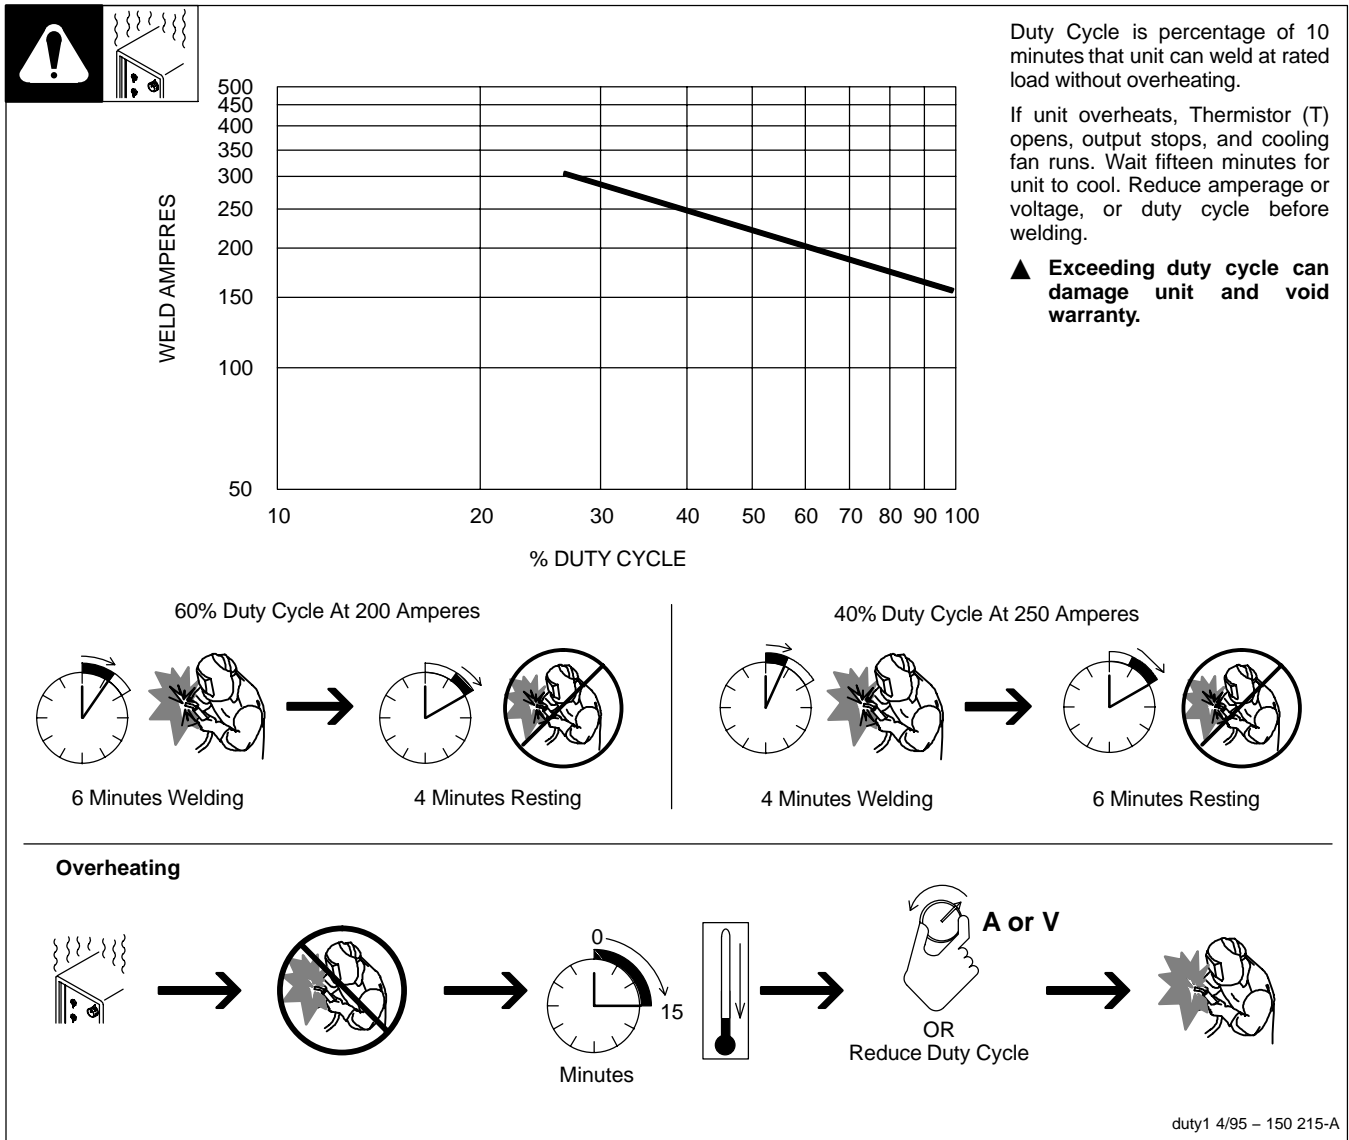 Duty Cycle is percentage of 10
minutes that unit can weld at rated
load without overheating.
If unit overheats, Thermistor (T)
opens, output stops, and cooling
fan runs. Wait fifteen minutes for
unit to cool. Reduce amperage or
voltage, or duty cycle before
welding.
Exceeding duty cycle can
damage unit and void
warranty.
WELD AMPERES
500
450
400
350
300
250
200
150
100
50
10 20 30 40 50 60 70 80 90 100
% DUTY CYCLE
60% Duty Cycle At 200 Amperes
6 Minutes Welding
4 Minutes Resting
40% Duty Cycle At 250 Amperes
4 Minutes Welding
6 Minutes Resting
Overheating
0
15
Minutes
A or V
OR
Reduce Duty Cycle
duty1 4/95 – 150 215-A